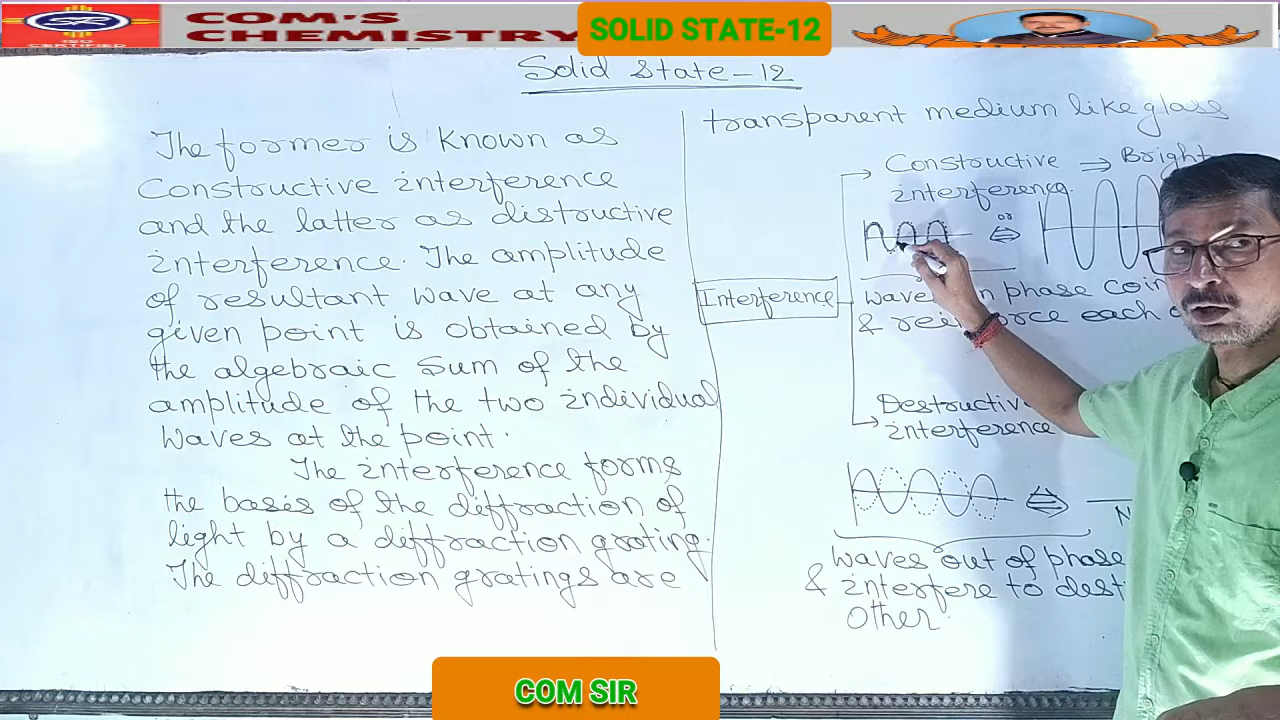 COM'S
CHEMISTRY
ISO
CERTIFIED
SOLID STATE-12
Solid State-12
The former is known as
Constructive interference
and the latter as distructive
interference. The amplitude
of resultant wave at any
given point is obtained by
the algebraic sum of the
amplitude of the two individual
waves at the point.
The interference forms
the basis of the diffraction of
light by a diffraction grating.
The diffraction gratings are
transparent medium like glass
Constructive ⇒ Bright
interference.
or
Interference
waves in phase coin
& reinforce each
Destructive
interference
N
waves out of phase
& interfere to dest
other.
COM SIR